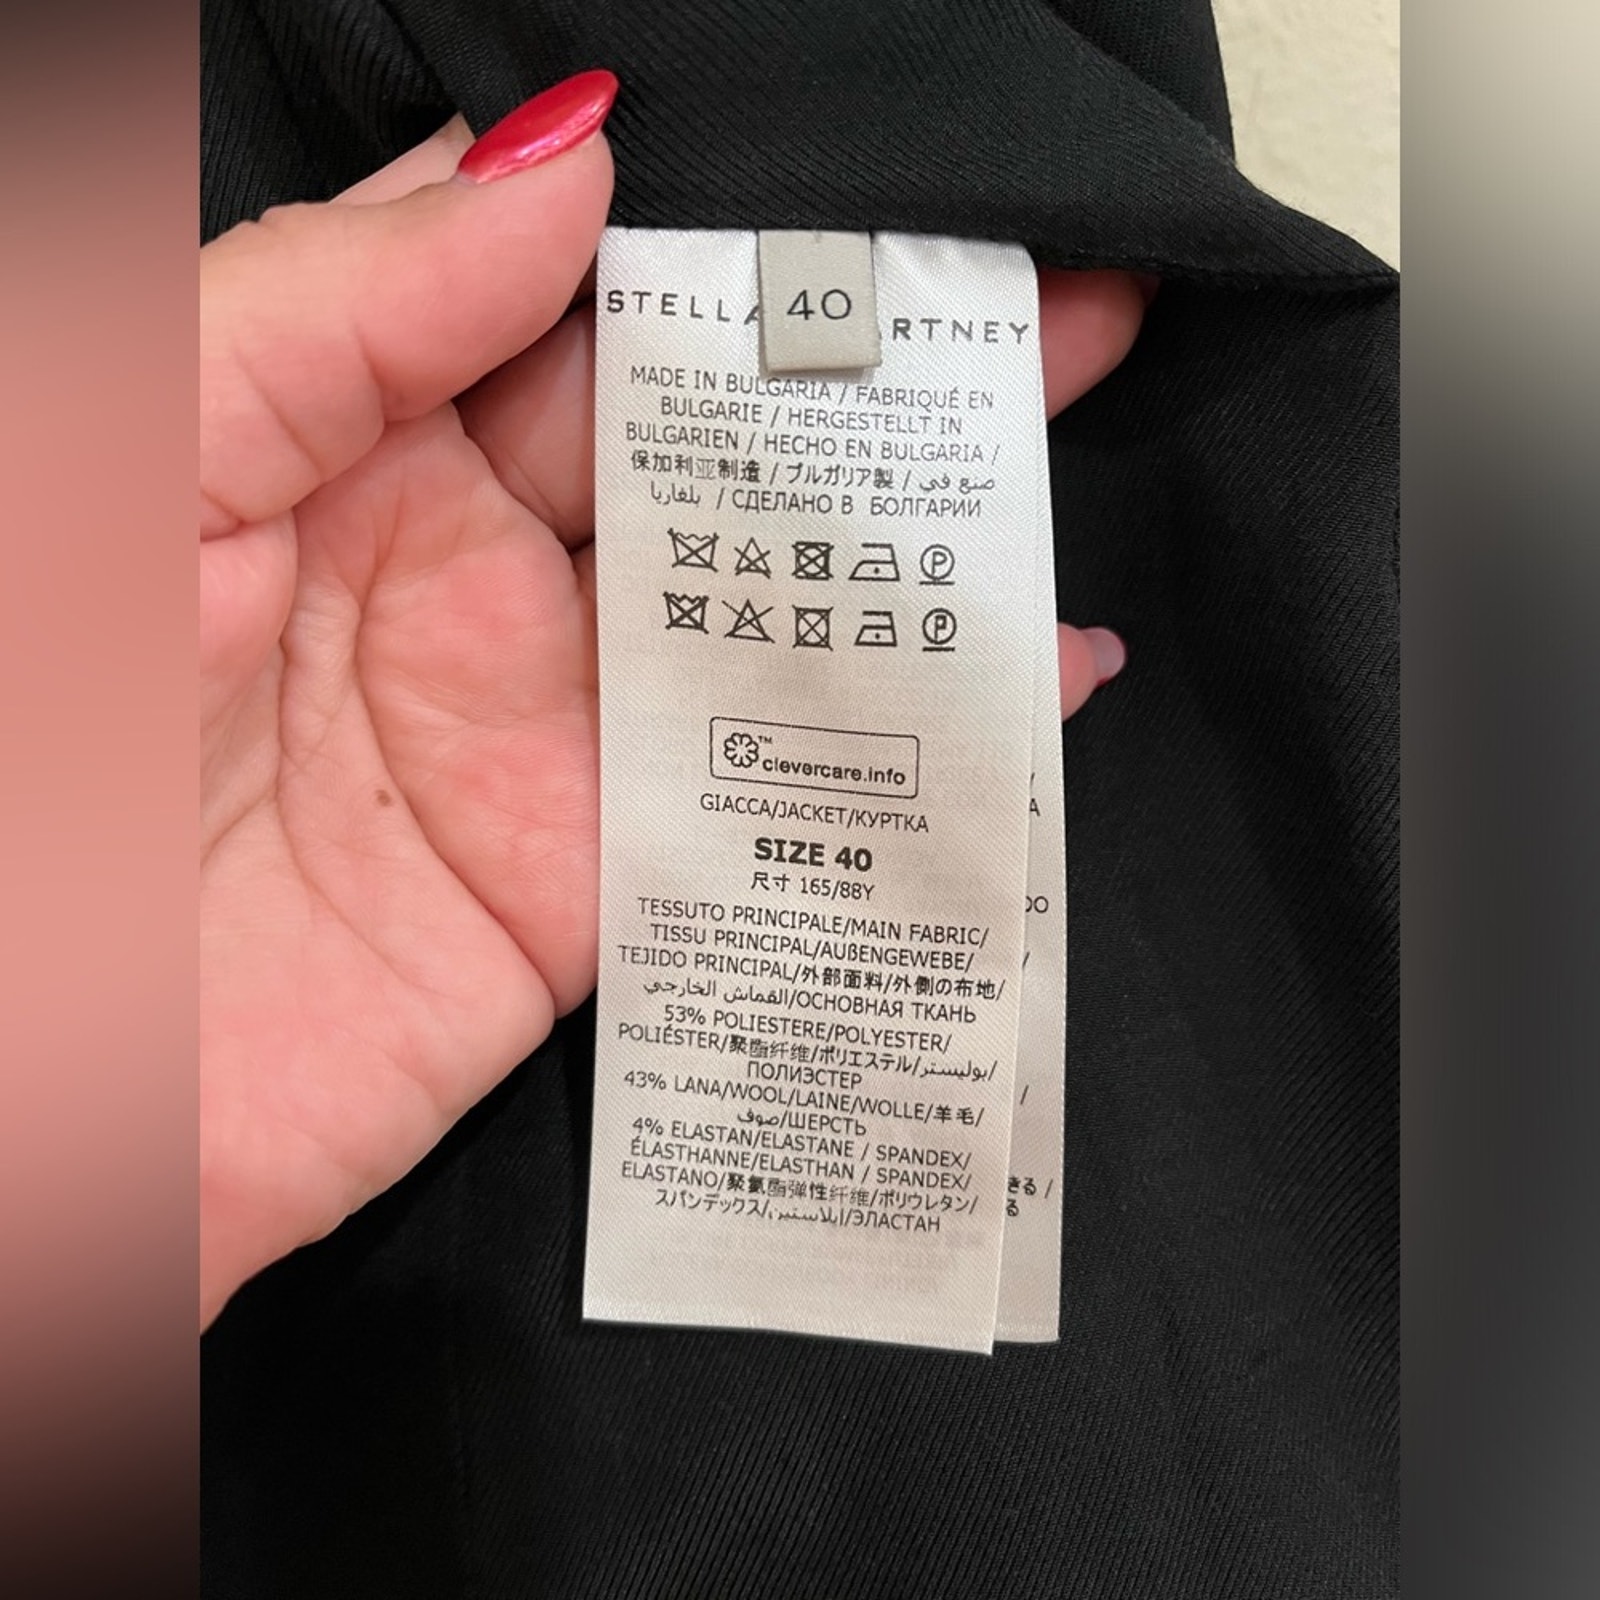 STELLA
40
RTNEY
MADE IN BULGARIA / FABRIQUÉ EN
BULGARIE / HERGESTELLT IN
BULGARIEN / HECHO EN BULGARIA /
保加利亚制造 / ブルガリア製 / صنع في
بلغاريا / СДЕЛАНО В БОЛГАРИИ
P
P
™
clevercare.info
GIACCA/JACKET/КУРТКА
SIZE 40
尺寸 165/88Y
TESSUTO PRINCIPALE/MAIN FABRIC/
TISSU PRINCIPAL/AUßENGEWEBE/
TEJIDO PRINCIPAL/外部面料/外側の布地/
القماش الخارجي/ОСНОВНАЯ ТКАНЬ
53% POLIESTERE/POLYESTER/
POLIÉSTER/聚酯纤维/ポリエステル/بوليستر/
ПОЛИЭСТЕР
43% LANA/WOOL/LAINE/WOLLE/羊毛/
صوف/ШЕРСТЬ
4% ELASTAN/ELASTANE / SPANDEX/
ÉLASTHANNE/ELASTHAN / SPANDEX/
ELASTANO/聚氨酯弹性纤维/ポリウレタン/
スパンデックス/إيلاستين/ЭЛАСТАН